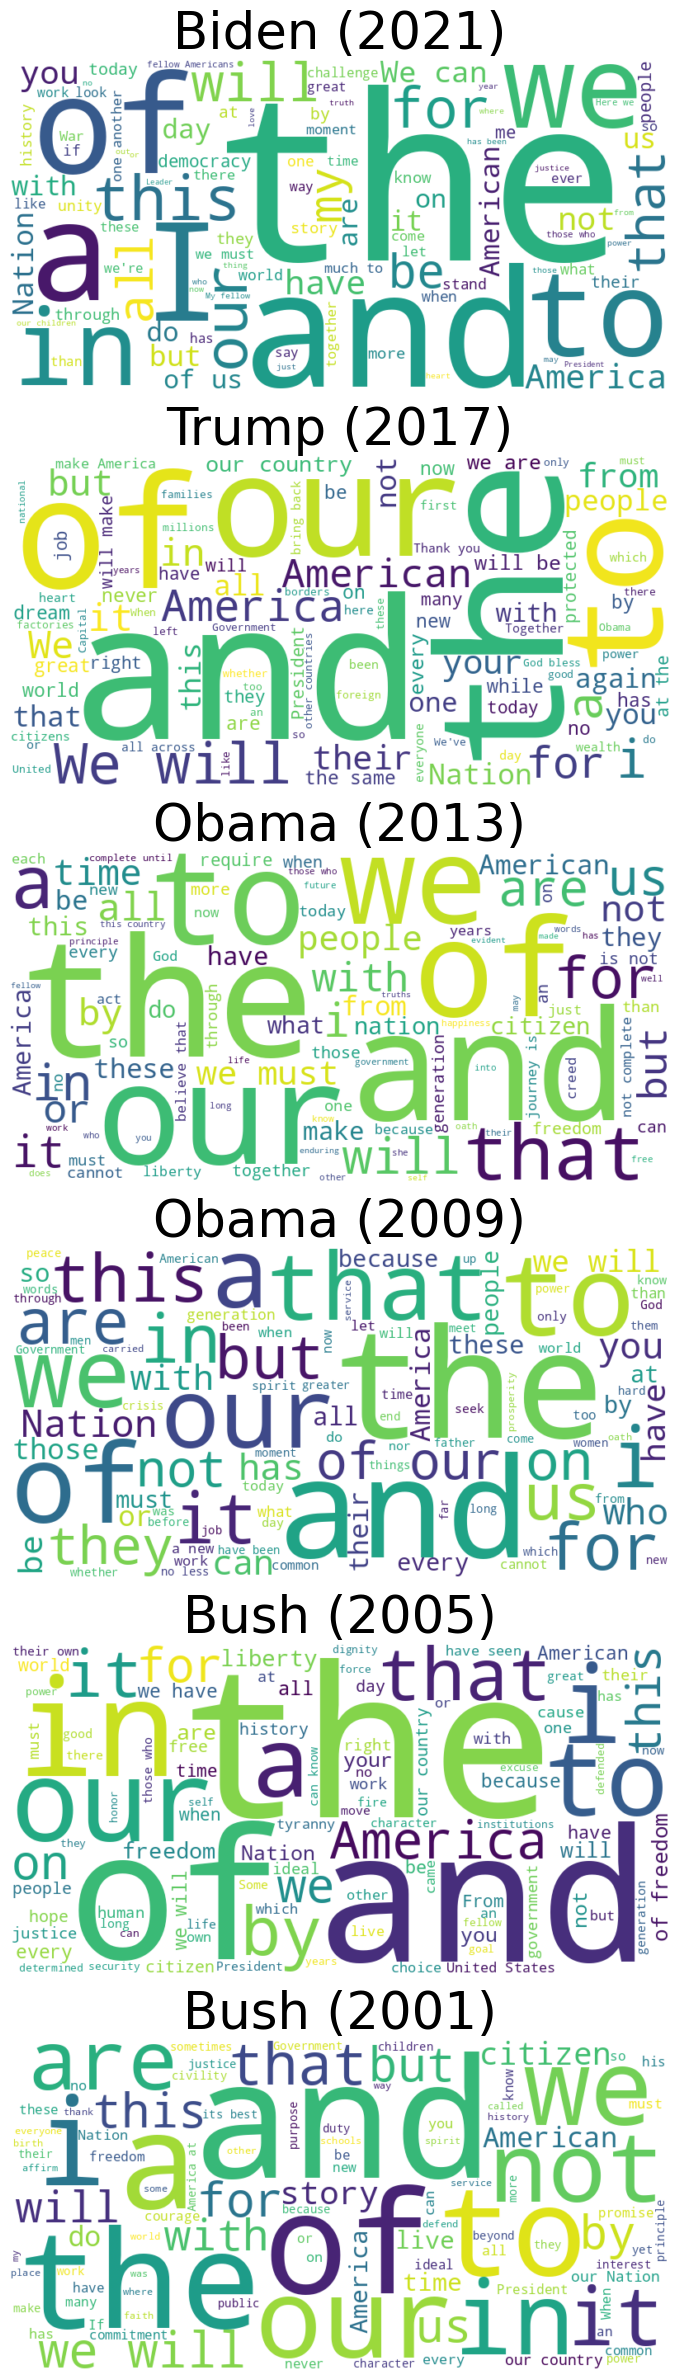 Biden (2021)
you today fellow Americans will challenge We can we Here we people
no work look of great for year where so
history War if day at by moment me love truth us
out or one another democracy one time the has been justice ever
with this there way my know on American not from that
like unity Leader story are it come those who power
Nation these a they we must I let be stand those what their
we're all who thing world much to have when to
through our children now My fellow our together and
in do has say more may President
than but of us just heart America
Trump (2017)
make America our country not now we are only must
national but of families our be first the from people
job will make in millions bring back Thank you to which
years have will all American will be protected there
heart never borders on many by
dream it When America here these new with Together Obama
factories Capital left Government and every your God bless power
We great right this whether President other countries been while good again
world too they foreign one today a has at the
that an are so no you
citizens or all across like their everyone We've day wealth do
United We will the same Nation for i
Obama (2013)
each complete until require when we American us
a time to those who future are on
be new all more now today of not
this this country people years evident made words has they
every principle God have with for is not
fellow the act through from an may well
America by do what i nation truths happiness citizen just than
so those life government and
in these we must generation into journey is creed not complete but
or no believe that our long one know oath their
work who you make because freedom can
it must enduring she that free
does cannot liberty together other self will
Obama (2009)
peace American a because up we will
so this that people to know
words through service power than God
are men generation been let will meet only them
Government carried in but when now the these world you
we with spirit greater America at
crisis our time seek prosperity by hard have
Nation all end too
those do nor father come women oath
of not has moment of our on i
today things us from who
must it their far long
or was before what day and for
be they job every which
a new have been cannot new
whether work no less can common
Bush (2005)
their own it for liberty dignity have seen American
world at force that i great their this
power we have all day or has
in the cause one
must good are history right with to now
there those who free a your because defended
time can know no work our country excuse
our honor self move fire
when tyranny character institutions
they of America have
on freedom Nation and will of freedom
people ideal we be came
Some other From not
human which an but
hope long we will by live government
can life fellow generation
justice own you
every years goal
determined security citizen President choice United States
Bush (2001)
are sometimes Government children citizen so his
no justice that but we
civility and way know must
these thank this its best called
i purpose duty you history
everyone Nation a schools American not
birth their freedom other be spirit
affirm some America at new service more
will courage for story of can to promise
because defend by principle
do with America live beyond yet
my the world or all they
place work was on ideal interest
have where time President our Nation
make many faith public our us in When it
If an
has we will commitment common
never character every our country power